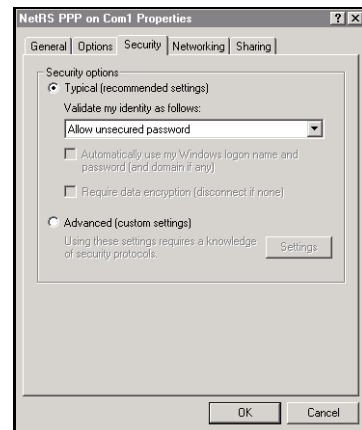 NetRS PPP on Com1 Properties
General Options Security Networking Sharing
Security options
Typical (recommended settings)
Validate my identity as follows:
Allow unsecured password
Automatically use my Windows logon name and
password (and domain if any)
Require data encryption (disconnect if none)
Advanced (custom settings)
Using these settings requires a knowledge
of security protocols.
Settings
OK Cancel